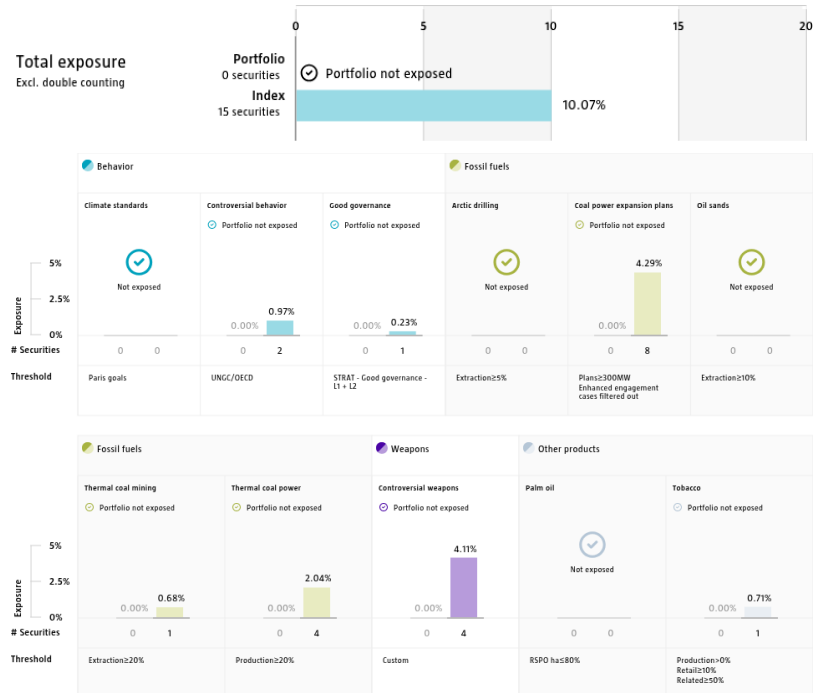 0 5 10 15 20
Total exposure
Excl. double counting
Portfolio
0 securities
Portfolio not exposed
Index
15 securities
10.07%
Behavior
Fossil fuels
Climate standards
Controversial behavior
Good governance
Arctic drilling
Coal power expansion plans
Oil sands
Portfolio not exposed
Portfolio not exposed
Portfolio not exposed
Exposure
5%
2.5%
0%
Not exposed
0.00% 0.97%
0.00% 0.23%
Not exposed
0.00% 4.29%
Not exposed
# Securities
0 0
0 2
0 1
0 0
0 8
0 0
Threshold
Paris goals
UNGC/OECD
STRAT - Good governance -
L1 + L2
Extraction≥5%
Plans≥300MW
Enhanced engagement
cases filtered out
Extraction≥10%
Fossil fuels
Weapons
Other products
Thermal coal mining
Thermal coal power
Controversial weapons
Palm oil
Tobacco
Portfolio not exposed
Portfolio not exposed
Portfolio not exposed
Portfolio not exposed
Exposure
5%
2.5%
0%
0.00% 0.68%
0.00% 2.04%
0.00% 4.11%
Not exposed
0.00% 0.71%
# Securities
0 1
0 4
0 4
0 0
0 1
Threshold
Extraction≥20%
Production≥20%
Custom
RSPO ha≤80%
Production>0%
Retail≥10%
Related≥50%